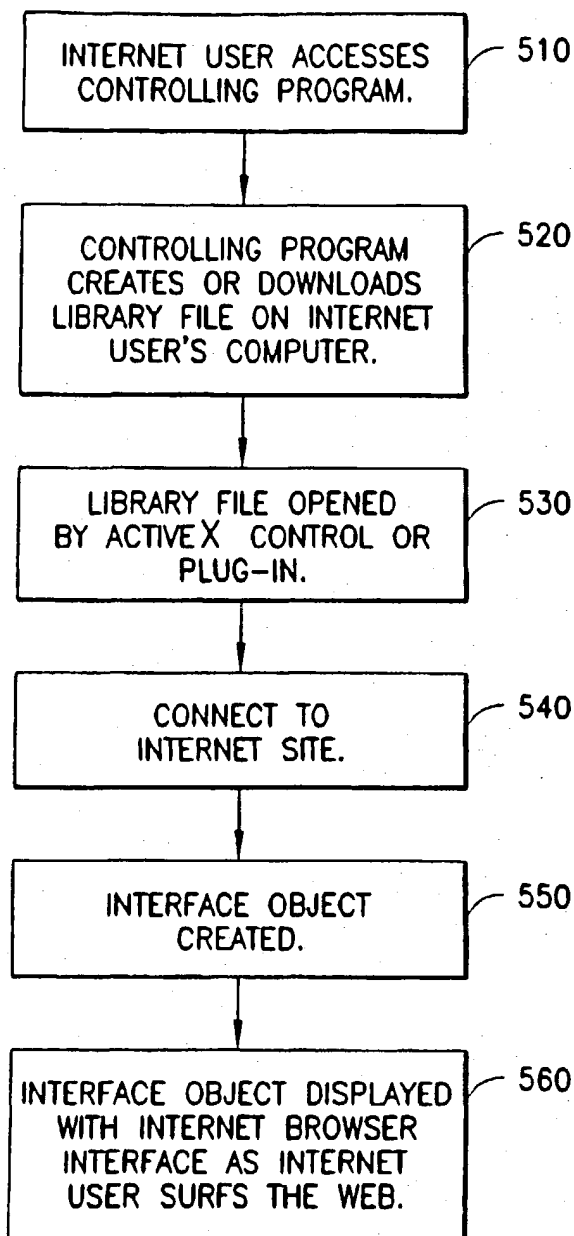 INTERNET USER ACCESSES
CONTROLLING PROGRAM.
510
CONTROLLING PROGRAM
CREATES OR DOWNLOADS
LIBRARY FILE ON INTERNET
USER'S COMPUTER.
520
LIBRARY FILE OPENED
BY ACTIVE X CONTROL OR
PLUG-IN.
530
CONNECT TO
INTERNET SITE.
540
INTERFACE OBJECT
CREATED.
550
INTERFACE OBJECT DISPLAYED
WITH INTERNET BROWSER
INTERFACE AS INTERNET
USER SURFS THE WEB.
560